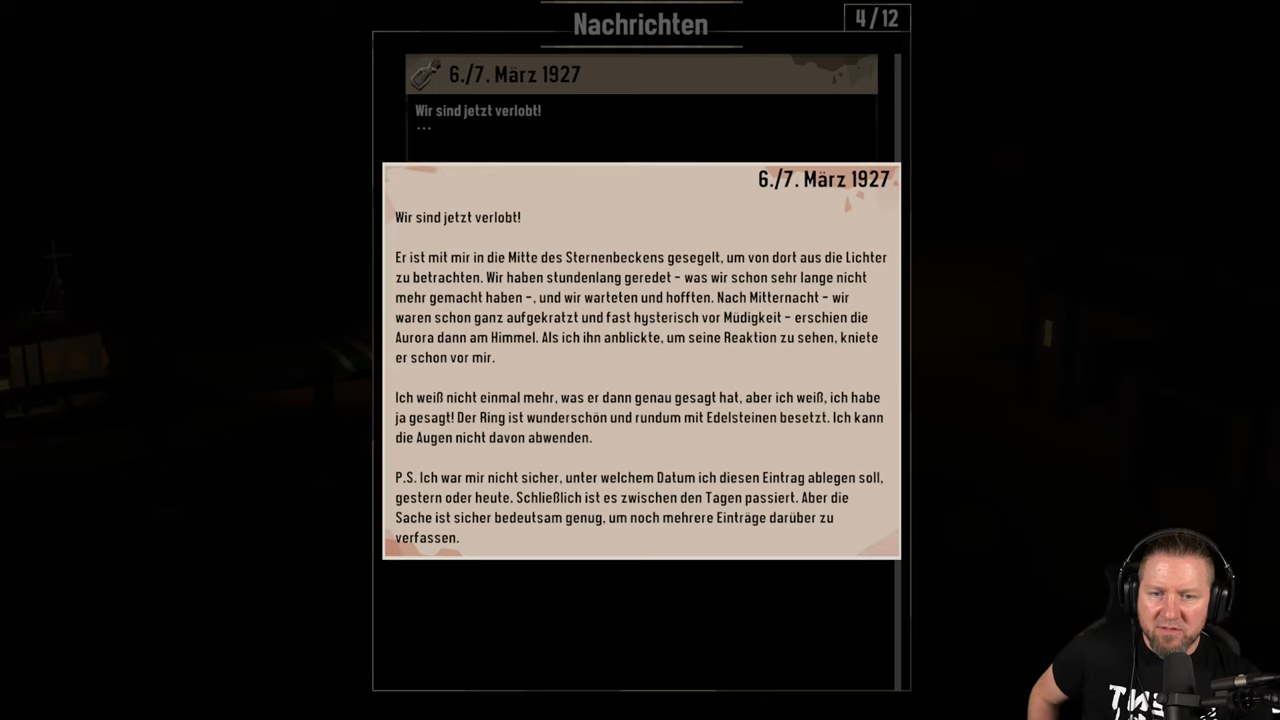 Nachrichten
4/12
6./7. März 1927
Wir sind jetzt verlobt!
...
6./7. März 1927
Wir sind jetzt verlobt!
Er ist mit mir in die Mitte des Sternenbeckens gesegelt, um von dort aus die Lichter
zu betrachten. Wir haben stundenlang geredet – was wir schon sehr lange nicht
mehr gemacht haben –, und wir warteten und hofften. Nach Mitternacht – wir
waren schon ganz aufgekratzt und fast hysterisch vor Müdigkeit – erschien die
Aurora dann am Himmel. Als ich ihn anblickte, um seine Reaktion zu sehen, kniete
er schon vor mir.
Ich weiß nicht einmal mehr, was er dann genau gesagt hat, aber ich weiß, ich habe
ja gesagt! Der Ring ist wunderschön und rundum mit Edelsteinen besetzt. Ich kann
die Augen nicht davon abwenden.
P.S. Ich war mir nicht sicher, unter welchem Datum ich diesen Eintrag ablegen soll,
gestern oder heute. Schließlich ist es zwischen den Tagen passiert. Aber die
Sache ist sicher bedeutsam genug, um noch mehrere Einträge darüber zu
verfassen.